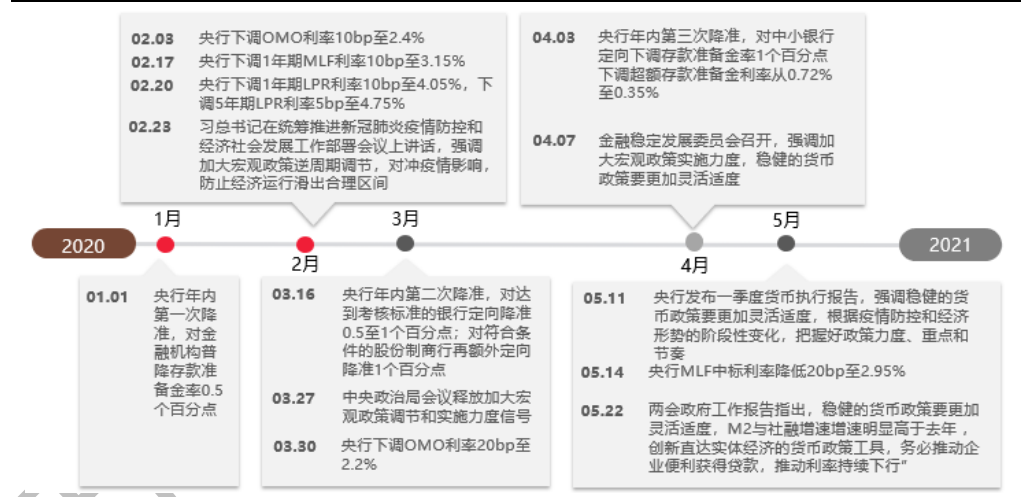 02.03 央行下调OMO利率10bp至2.4%
02.17 央行下调1年期MLF利率10bp至3.15%
02.20 央行下调1年期LPR利率10bp至4.05%，下
调5年期LPR利率5bp至4.75%
02.23 习总书记在统筹推进新冠肺炎疫情防控和
经济社会发展工作部署会议上讲话，强调
加大宏观政策逆周期调节，对冲疫情影响，
防止经济运行滑出合理区间
04.03 央行年内第三次降准，对中小银行
定向下调存款准备金率1个百分点
下调超额存款准备金利率从0.72%
至0.35%
04.07 金融稳定发展委员会召开，强调加
大宏观政策实施力度，稳健的货币
政策要更加灵活适度
1月
3月
5月
2020
2021
2月
4月
01.01 央行年内
第一次降
准，对金
融机构普
降存款准
备金率0.5
个百分点
03.16 央行年内第二次降准，对达
到考核标准的银行定向降准
0.5至1个百分点；对符合条
件的股份制商行再额外定向
降准1个百分点
03.27 中央政治局会议释放加大宏
观政策调节和实施力度信号
03.30 央行下调OMO利率20bp至
2.2%
05.11 央行发布一季度货币执行报告，强调稳健的货
币政策要更加灵活适度，根据疫情防控和经济
形势的阶段性变化，把握好政策力度、重点和
节奏
05.14 央行MLF中标利率降低20bp至2.95%
05.22 两会政府工作报告指出，稳健的货币政策要更加
灵活适度，M2与社融增速增速明显高于去年，
创新直达实体经济的货币政策工具，务必推动企
业便利获得贷款，推动利率持续下行”